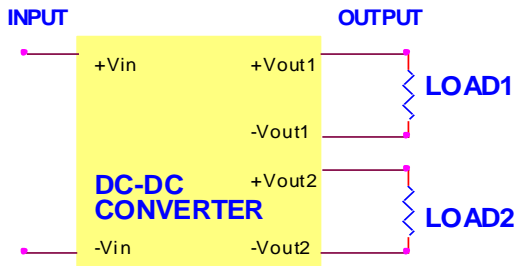 INPUT
OUTPUT
+Vin
+Vout1
LOAD1
-Vout1
DC-DC
CONVERTER
+Vout2
LOAD2
-Vin
-Vout2